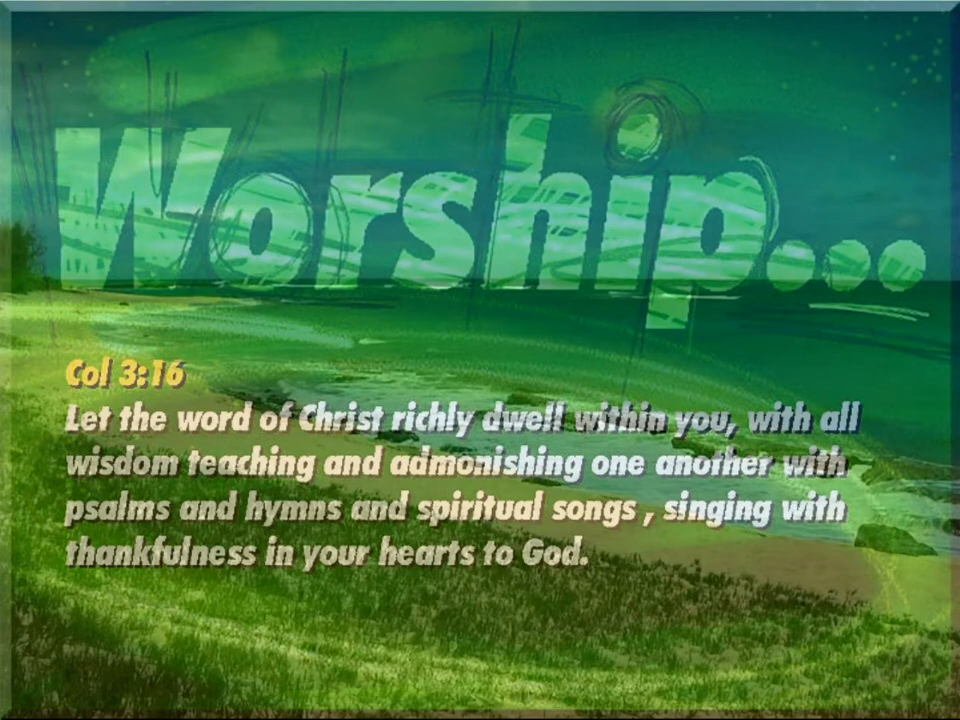 Worship...
Col 3:16
Let the word of Christ richly dwell within you, with all
wisdom teaching and admonishing one another with
psalms and hymns and spiritual songs , singing with
thankfulness in your hearts to God.